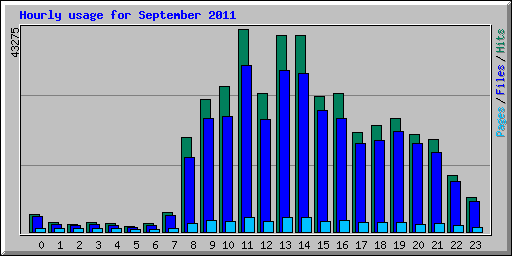 Hourly usage for September 2011
43275
Pages / Files / Hits
0 1 2 3 4 5 6 7 8 9 10 11 12 13 14 15 16 17 18 19 20 21 22 23